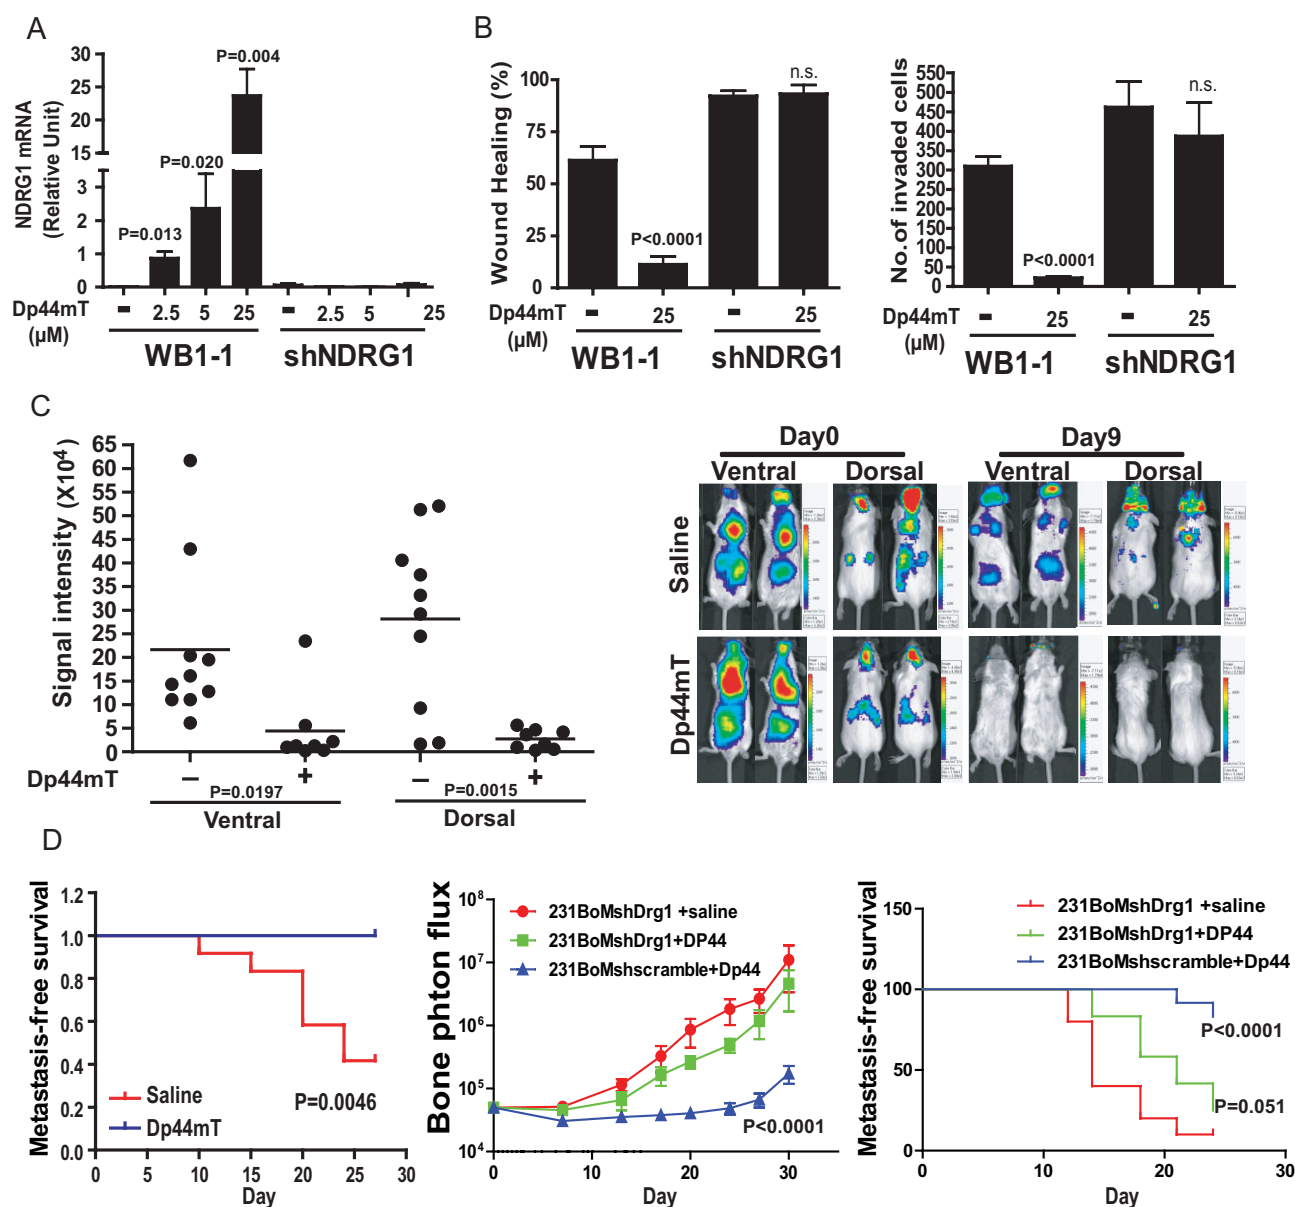 A
NDRG1 mRNA
(Relative Unit)
30
25
20
15
3
2
1
0
P=0.004
P=0.020
P=0.013
Dp44mT
(µM)
- 2.5 5 25 - 2.5 5 25
WB1-1 shNDRG1
B
Wound Healing (%)
100
75
50
25
0
n.s.
P<0.0001
Dp44mT
(µM)
- 25 - 25
WB1-1 shNDRG1
No.of invaded cells
550
500
450
400
350
300
250
200
150
100
50
0
n.s.
P<0.0001
Dp44mT
(µM)
- 25 - 25
WB1-1 shNDRG1
C
Signal intensity (X10⁴)
65
60
55
50
45
40
35
30
25
20
15
10
5
0
Dp44mT
− + − +
P=0.0197 P=0.0015
Ventral Dorsal
Day0 Day9
Ventral Dorsal Ventral Dorsal
Saline
Dp44mT
D
Metastasis-free survival
1.2
1.0
0.8
0.6
0.4
0.2
0.0
Saline
Dp44mT
P=0.0046
0 5 10 15 20 25 30
Day
Bone phton flux
10⁸
10⁷
10⁶
10⁵
10⁴
231BoMshDrg1 +saline
231BoMshDrg1+DP44
231BoMshscramble+Dp44
P<0.0001
0 10 20 30
Day
Metastasis-free survival
150
100
50
0
231BoMshDrg1 +saline
231BoMshDrg1+DP44
231BoMshscramble+Dp44
P<0.0001
P=0.051
0 10 20 30
Day